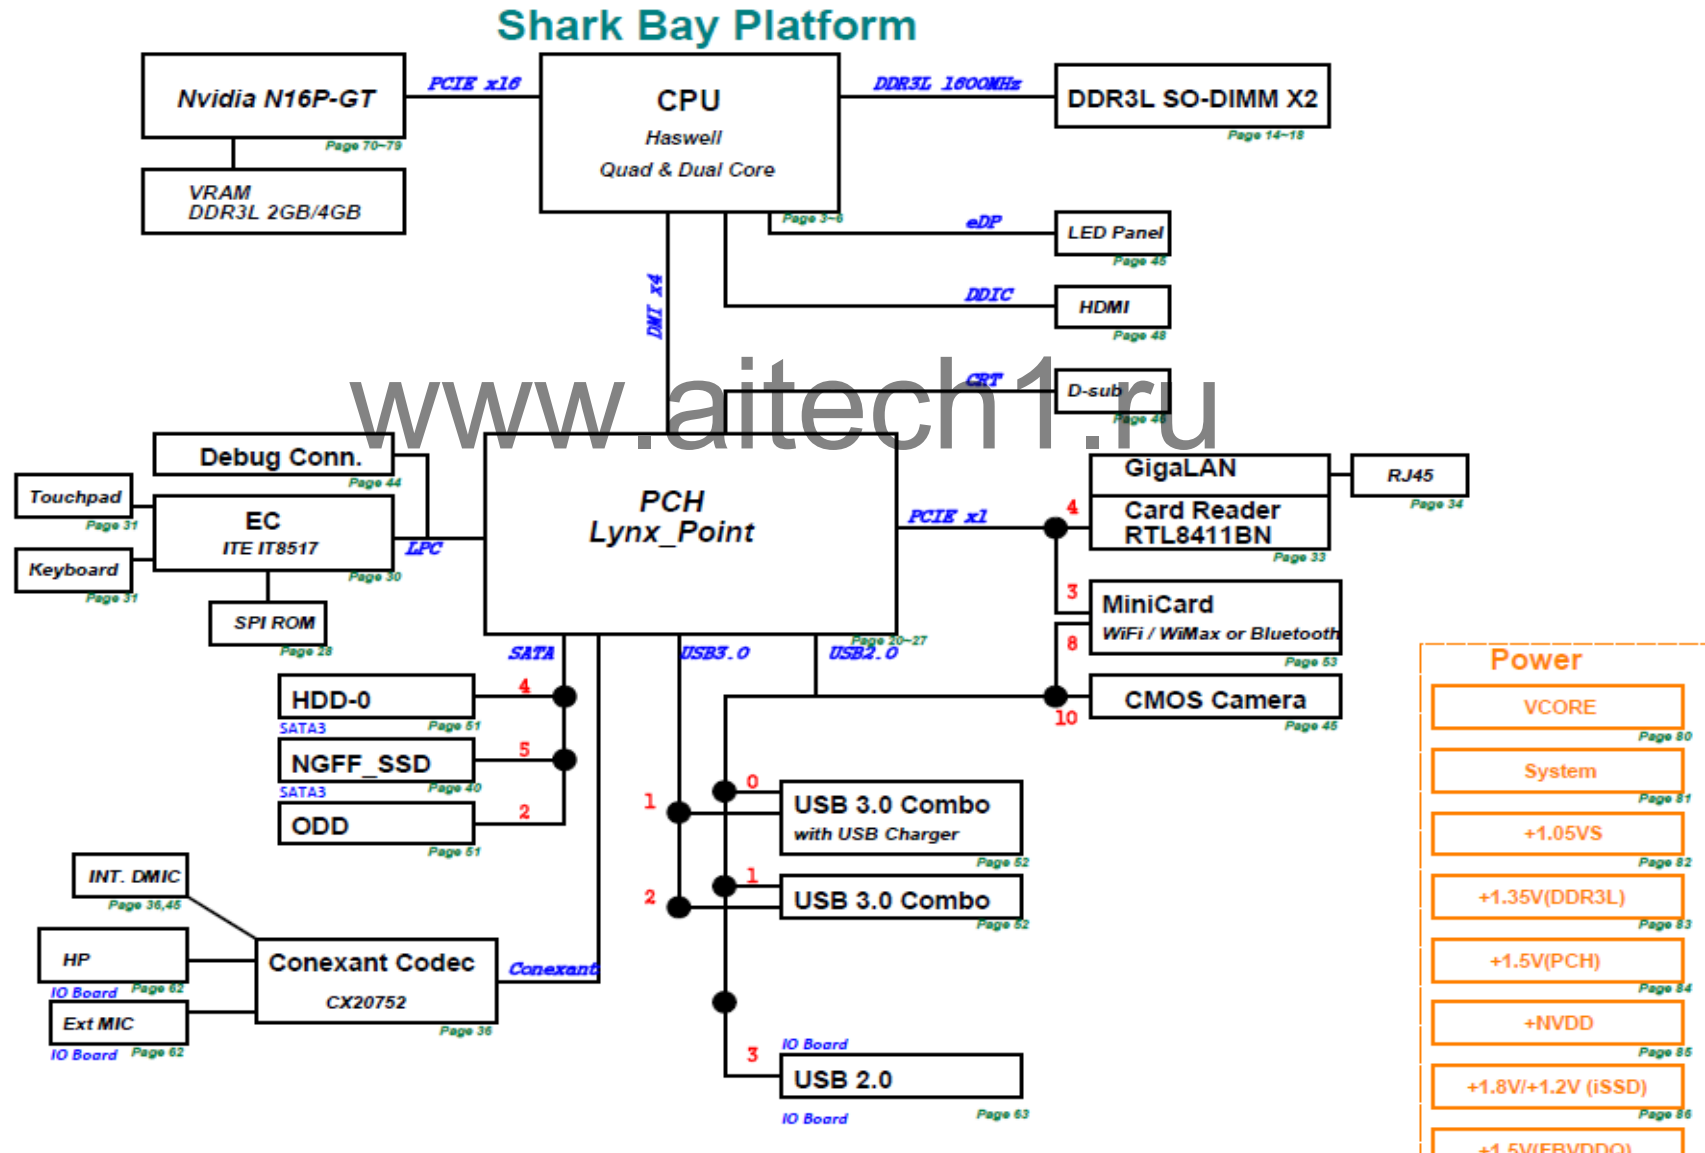 Shark Bay Platform
Nvidia N16P-GT
Page 70~79
VRAM
DDR3L 2GB/4GB
PCIE x16
CPU
Haswell
Quad & Dual Core
Page 3~6
DDR3L 1600MHz
DDR3L SO-DIMM X2
Page 14~18
eDP
LED Panel
Page 45
DDIC
HDMI
Page 48
DMI x4
CRT
D-sub
Page 46
www.aitech1.ru
Debug Conn.
Page 44
Touchpad
Page 31
EC
ITE IT8517
Page 30
Keyboard
Page 31
SPI ROM
Page 28
LPC
PCH
Lynx_Point
Page 20~27
PCIE x1
4
GigaLAN
Card Reader
RTL8411BN
Page 33
RJ45
Page 34
3
8
MiniCard
WiFi / WiMax or Bluetooth
Page 53
10
CMOS Camera
Page 45
SATA
USB3.0
USB2.0
4
HDD-0
SATA3
Page 51
5
NGFF_SSD
SATA3
Page 40
2
ODD
Page 51
0
1
USB 3.0 Combo
with USB Charger
Page 52
1
2
USB 3.0 Combo
Page 52
INT. DMIC
Page 36,45
HP
IO Board
Page 62
Ext MIC
IO Board
Page 62
Conexant Codec
CX20752
Page 36
Conexant
3
IO Board
USB 2.0
IO Board
Page 63
Power
VCORE
Page 80
System
Page 81
+1.05VS
Page 82
+1.35V(DDR3L)
Page 83
+1.5V(PCH)
Page 84
+NVDD
Page 85
+1.8V/+1.2V (iSSD)
Page 86
+1.5V(FBVDDQ)